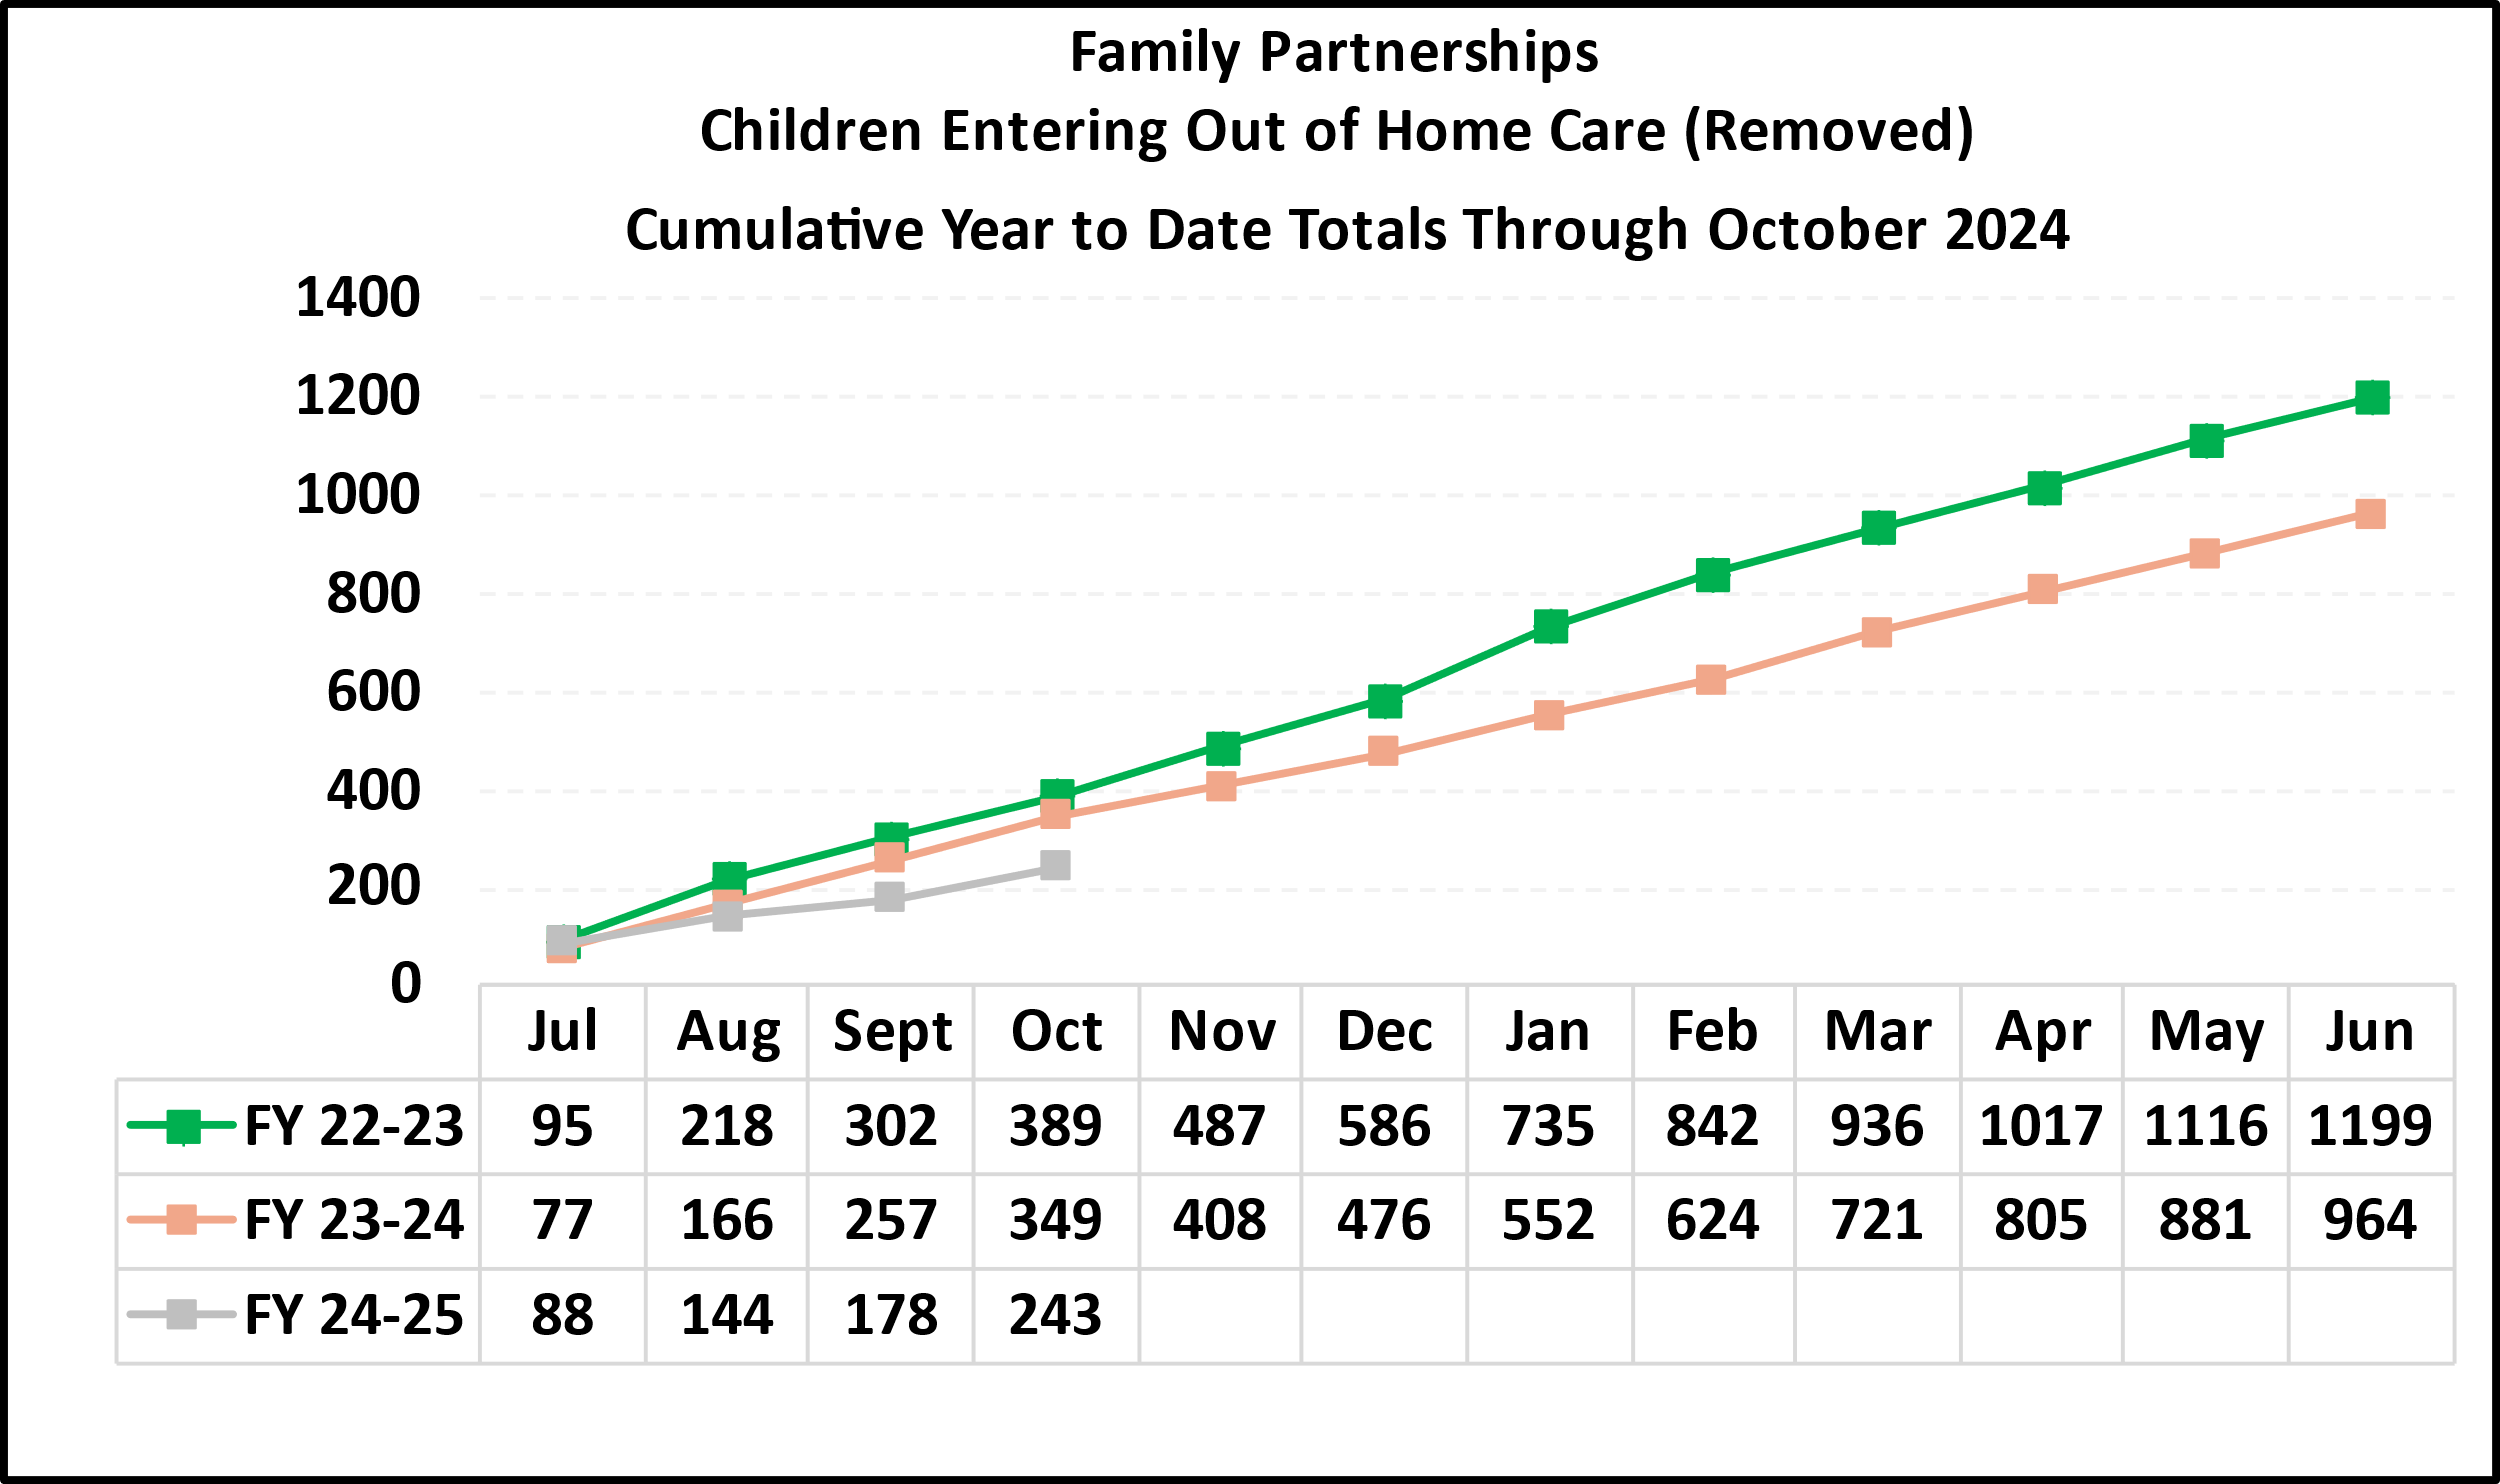 Family Partnerships
Children Entering Out of Home Care (Removed)
Cumulative Year to Date Totals Through October 2024
1400
1200
1000
800
600
400
200
0
Jul Aug Sept Oct Nov Dec Jan Feb Mar Apr May Jun
FY 22-23 95 218 302 389 487 586 735 842 936 1017 1116 1199
FY 23-24 77 166 257 349 408 476 552 624 721 805 881 964
FY 24-25 88 144 178 243